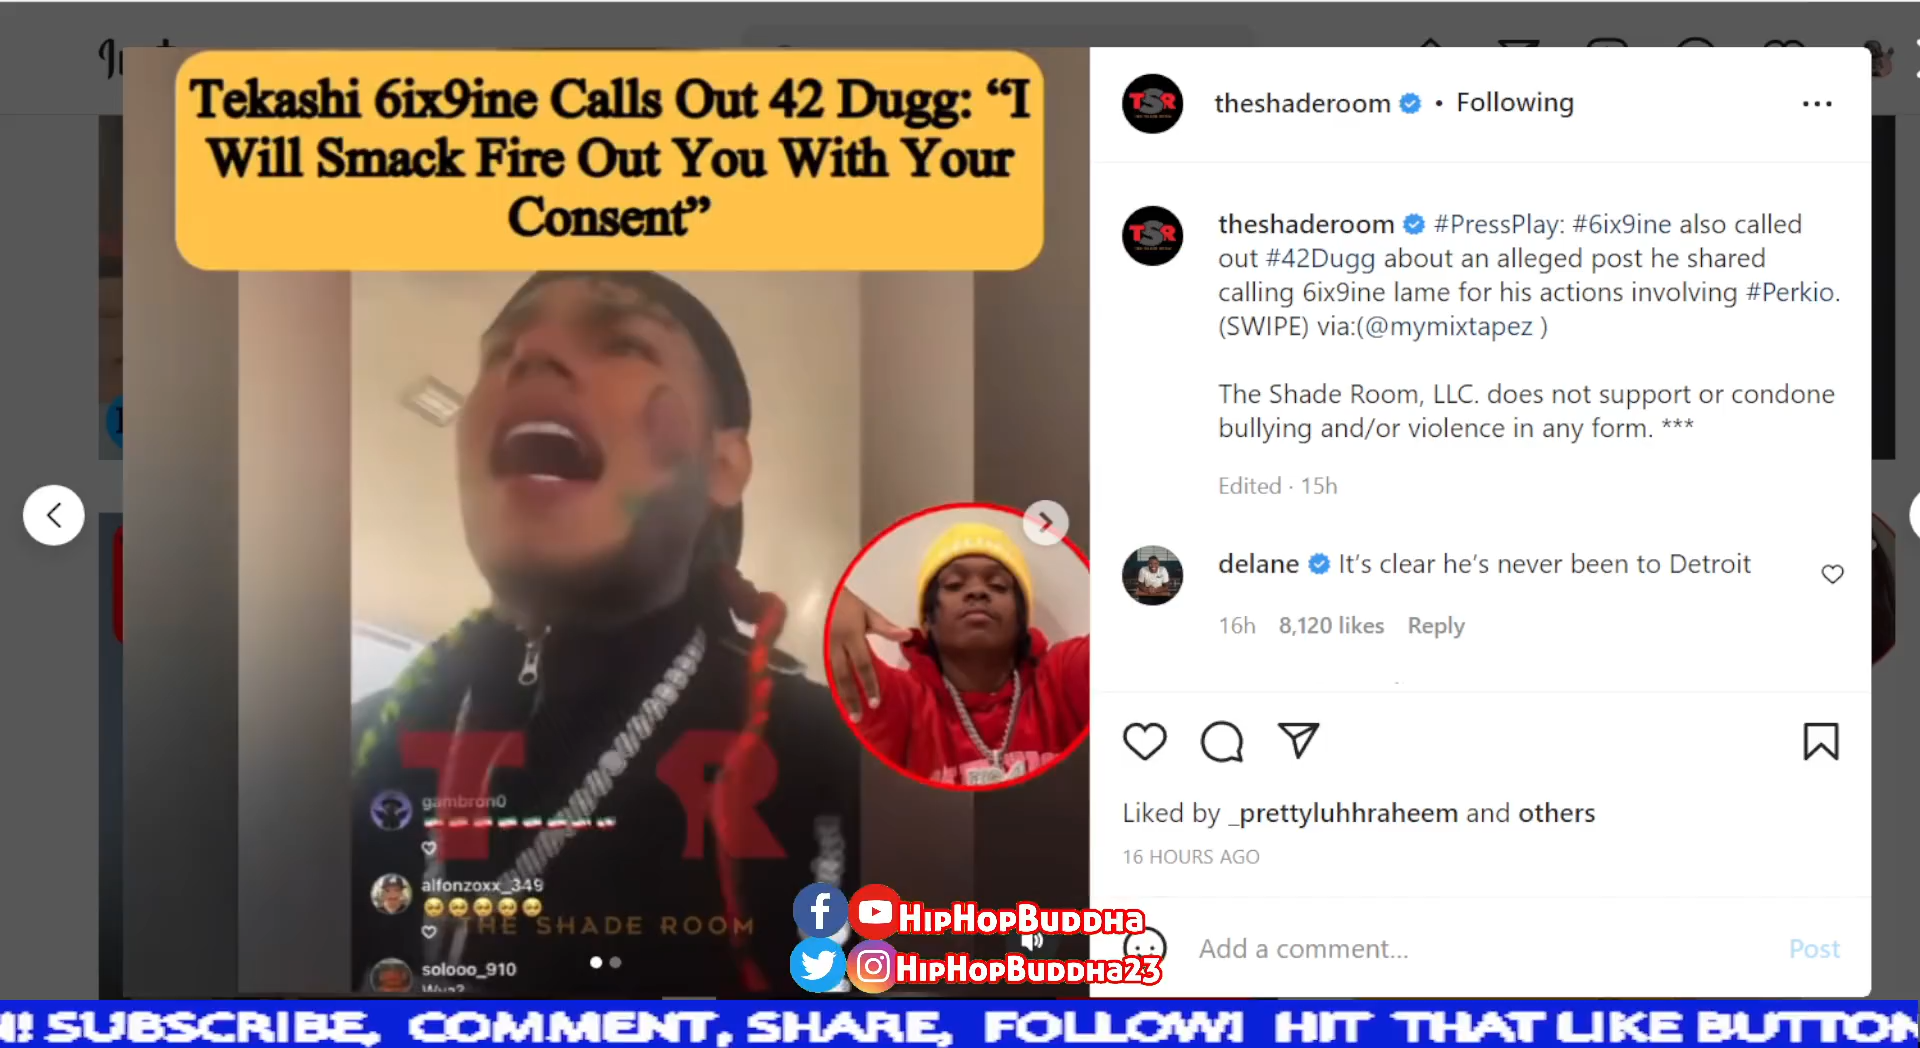 Tekashi 6ix9ine Calls Out 42 Dugg: “I
Will Smack Fire Out You With Your
Consent”
gambron0
alfonzoxx_349
THE SHADE ROOM
solooo_910
Wya?
TSR
theshaderoom • Following
TSR
theshaderoom #PressPlay: #6ix9ine also called
out #42Dugg about an alleged post he shared
calling 6ix9ine lame for his actions involving #Perkio.
(SWIPE) via:(@mymixtapez )
The Shade Room, LLC. does not support or condone
bullying and/or violence in any form. ***
Edited · 15h
delane It’s clear he’s never been to Detroit
16h 8,120 likes Reply
Liked by _prettyluhhraheem and others
16 HOURS AGO
Add a comment... Post
HipHopBuddha
HipHopBuddha23
N! SUBSCRIBE, COMMENT, SHARE, FOLLOW! HIT THAT LIKE BUTTON